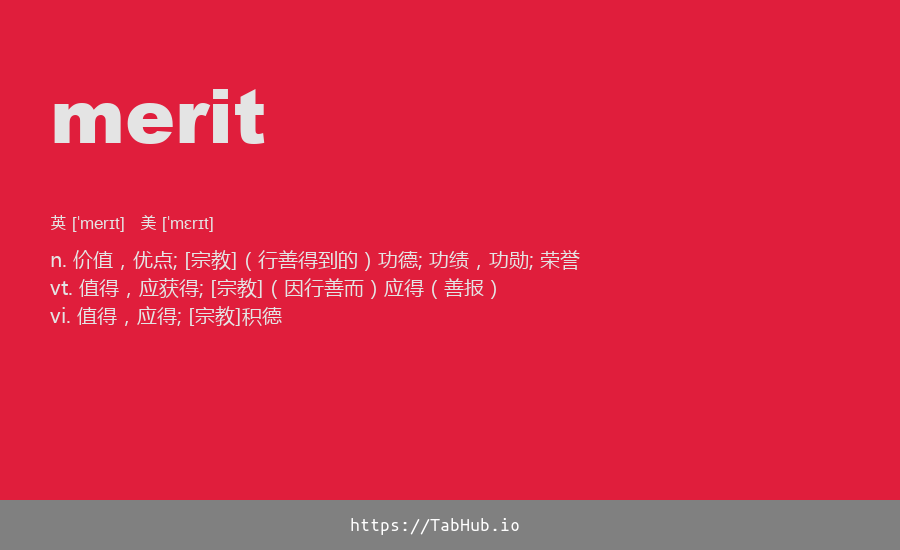 merit
英 [ˈmerɪt]   美 [ˈmɛrɪt]
n. 价值，优点; [宗教]（行善得到的）功德; 功绩，功勋; 荣誉
vt. 值得，应获得; [宗教]（因行善而）应得（善报）
vi. 值得，应得; [宗教]积德
https://TabHub.io